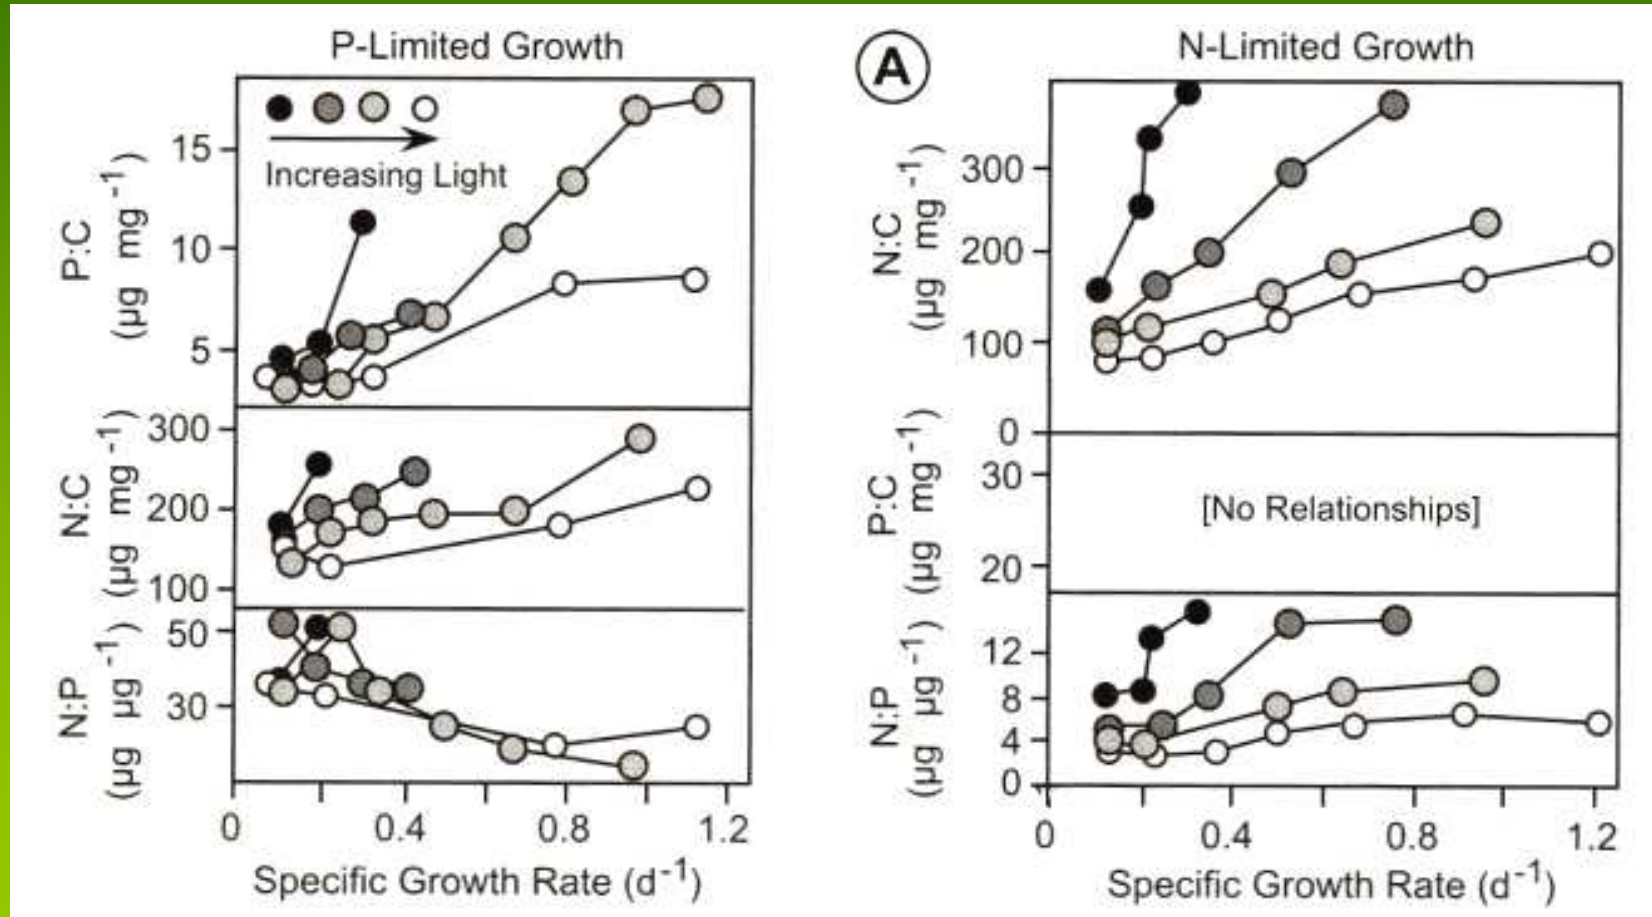 P-Limited Growth
A
N-Limited Growth
Increasing Light
P:C
(µg mg⁻¹)
15
10
5
N:C
(µg mg⁻¹)
300
200
100
N:P
(µg µg⁻¹)
50
30
0 0.4 0.8 1.2
Specific Growth Rate (d⁻¹)
N:C
(µg mg⁻¹)
300
200
100
0
P:C
(µg mg⁻¹)
30
20
[No Relationships]
N:P
(µg µg⁻¹)
12
8
4
0
0 0.4 0.8 1.2
Specific Growth Rate (d⁻¹)